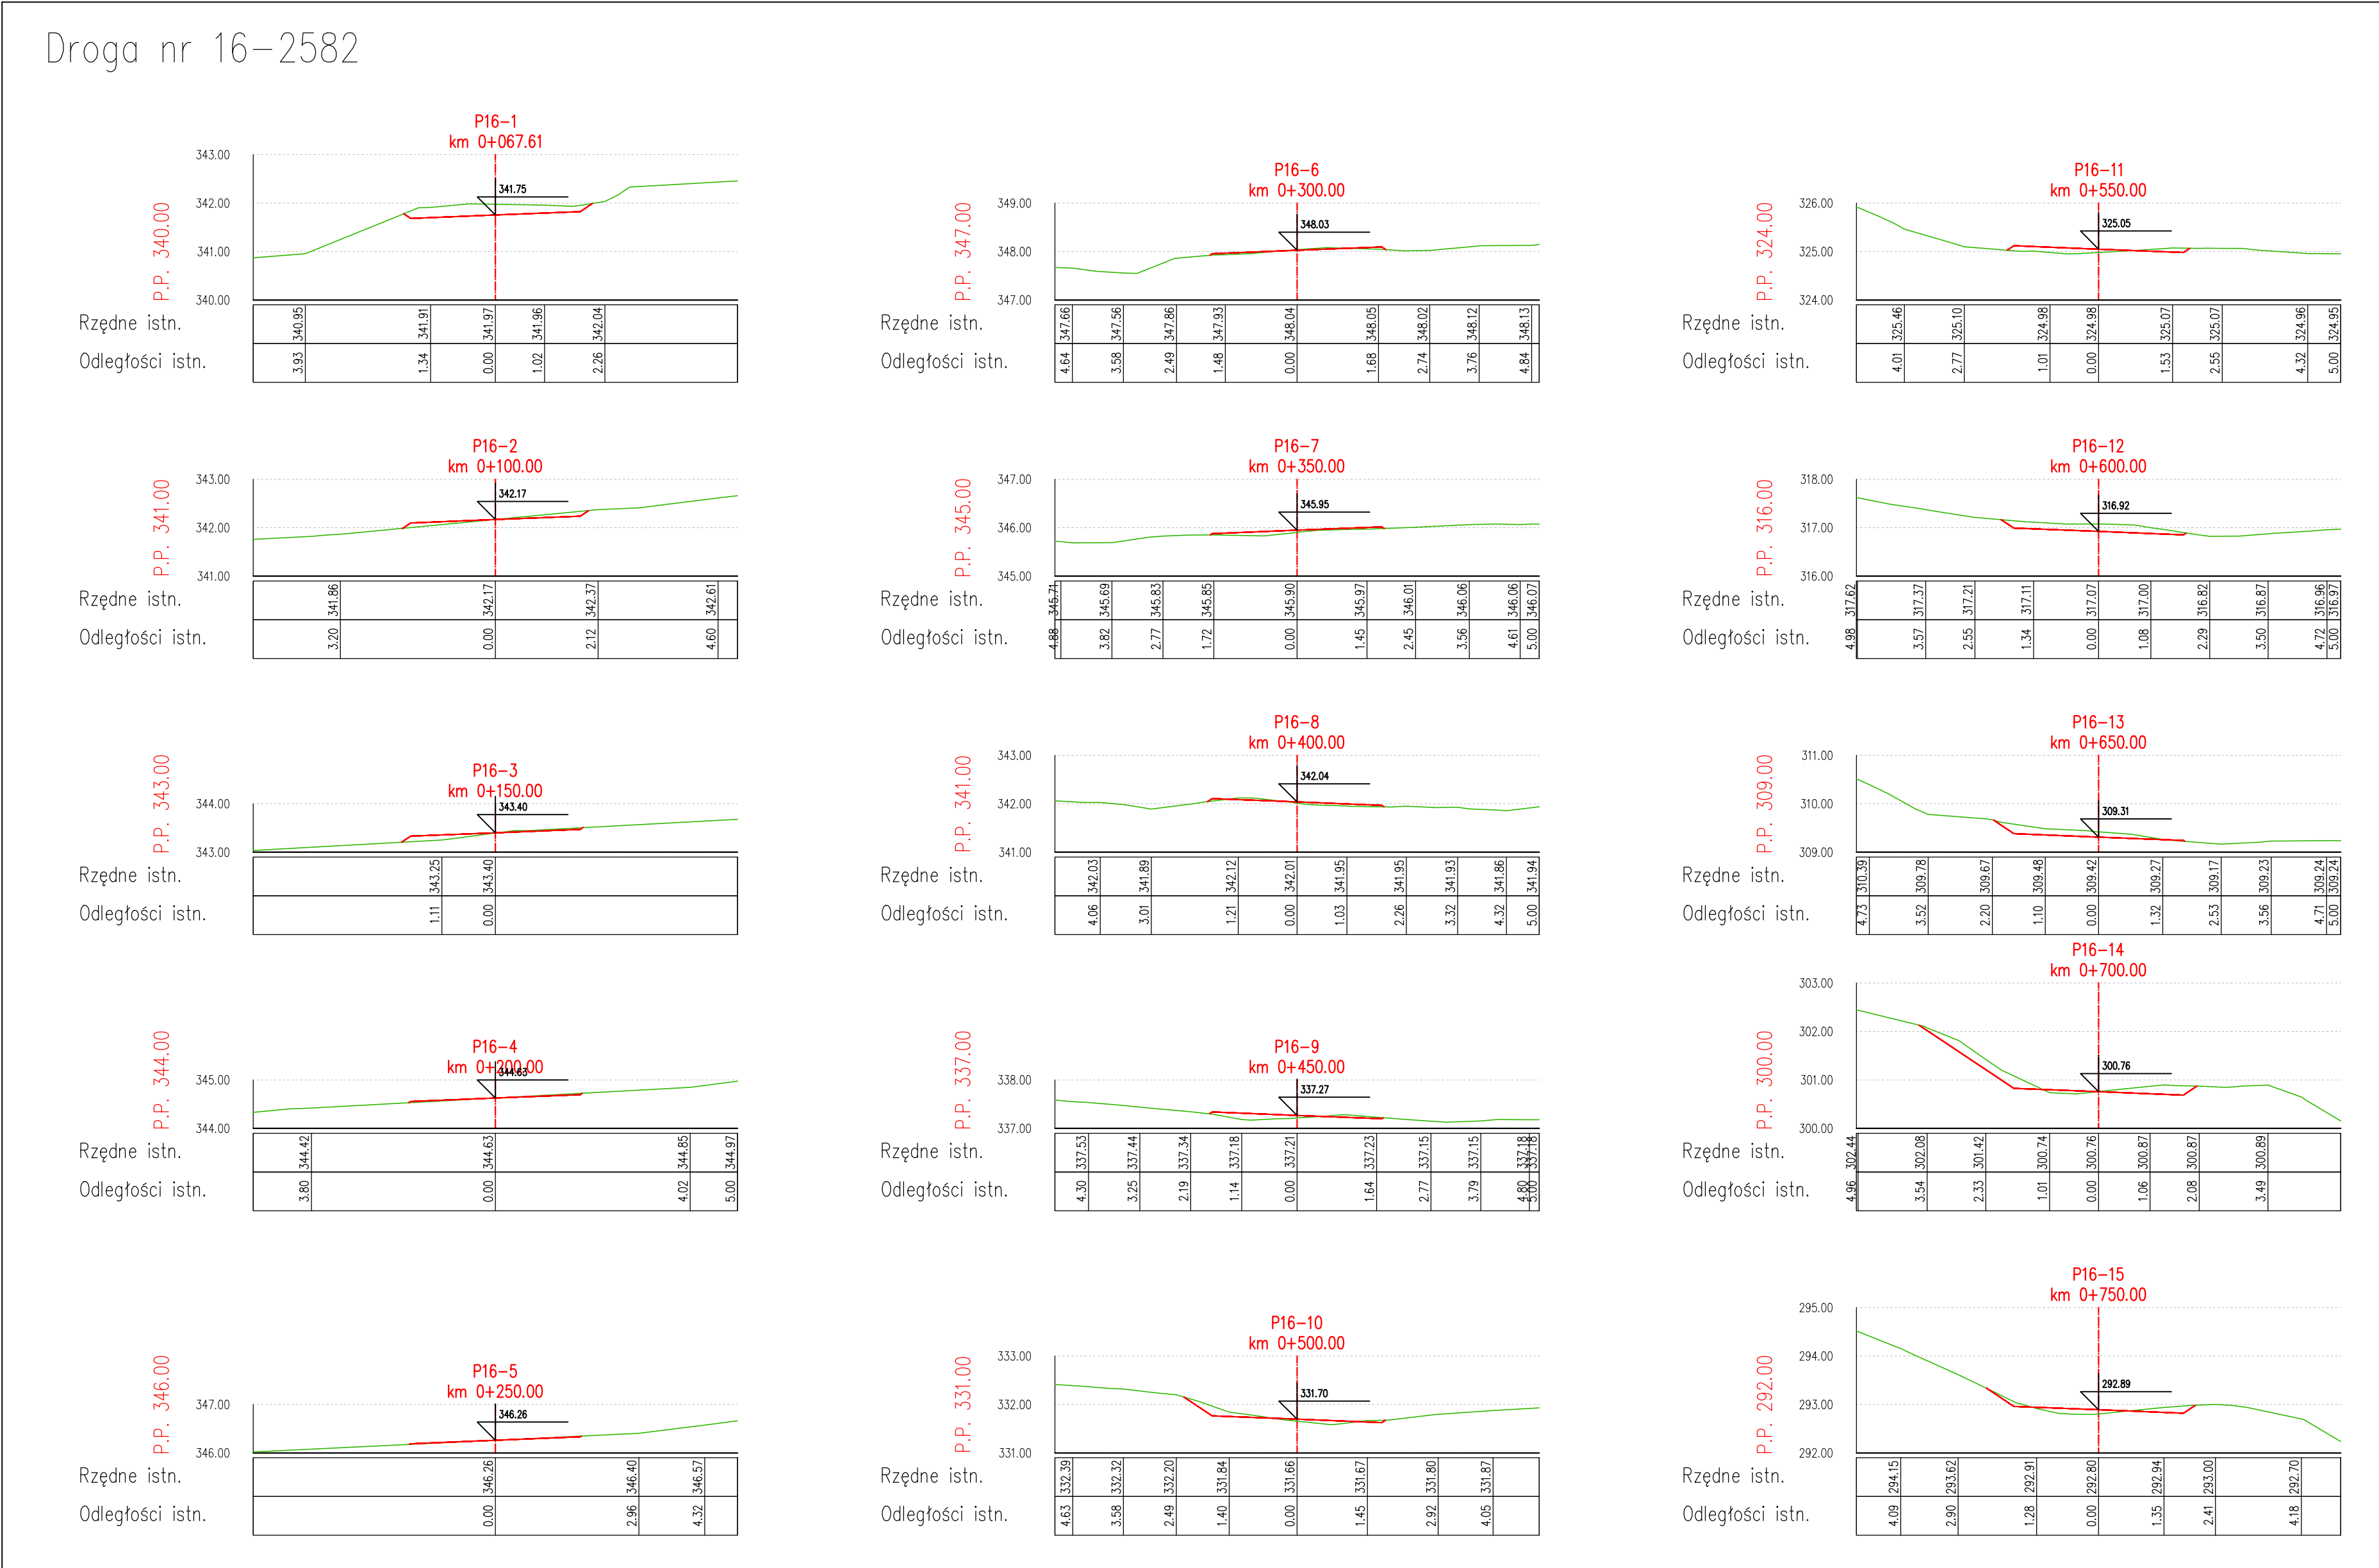 Droga nr 16-2582
P16-1
km 0+067.61
P.P. 340.00
343.00
342.00
341.00
340.00
341.75
Rzędne istn. 340.95 341.91 341.97 341.96 342.04
Odległości istn. 3.93 1.34 0.00 1.02 2.26
P16-2
km 0+100.00
P.P. 341.00
343.00
342.00
341.00
342.17
Rzędne istn. 341.86 342.17 342.37 342.61
Odległości istn. 3.20 0.00 2.12 4.60
P16-3
km 0+150.00
P.P. 343.00
344.00
343.00
343.40
Rzędne istn. 343.25 343.40
Odległości istn. 1.11 0.00
P16-4
km 0+200.00
P.P. 344.00
345.00
344.00
344.63
Rzędne istn. 344.42 344.63 344.85 344.97
Odległości istn. 3.80 0.00 4.02 5.00
P16-5
km 0+250.00
P.P. 346.00
347.00
346.00
346.26
Rzędne istn. 346.26 346.40 346.57
Odległości istn. 0.00 2.96 4.32
P16-6
km 0+300.00
P.P. 347.00
349.00
348.00
347.00
348.03
Rzędne istn. 347.66 347.56 347.86 347.93 348.04 348.05 348.02 348.12 348.13
Odległości istn. 4.64 3.58 2.49 1.48 0.00 1.68 2.74 3.76 4.84
P16-7
km 0+350.00
P.P. 345.00
347.00
346.00
345.00
345.95
Rzędne istn. 345.71 345.69 345.83 345.85 345.90 345.97 346.01 346.06 346.06 346.07
Odległości istn. 4.88 3.82 2.77 1.72 0.00 1.45 2.45 3.56 4.61 5.00
P16-8
km 0+400.00
P.P. 341.00
343.00
342.00
341.00
342.04
Rzędne istn. 342.03 341.89 342.12 342.01 341.95 341.95 341.93 341.86 341.94
Odległości istn. 4.06 3.01 1.21 0.00 1.03 2.26 3.32 4.32 5.00
P16-9
km 0+450.00
P.P. 337.00
338.00
337.00
337.27
Rzędne istn. 337.53 337.44 337.34 337.18 337.21 337.23 337.15 337.15 337.18 337.18
Odległości istn. 4.30 3.25 2.19 1.14 0.00 1.64 2.77 3.79 4.80 5.00
P16-10
km 0+500.00
P.P. 331.00
333.00
332.00
331.00
331.70
Rzędne istn. 332.39 332.32 332.20 331.84 331.66 331.67 331.80 331.87
Odległości istn. 4.63 3.58 2.49 1.40 0.00 1.45 2.92 4.05
P16-11
km 0+550.00
P.P. 324.00
326.00
325.00
324.00
325.05
Rzędne istn. 325.46 325.10 324.98 324.98 325.07 325.07 324.96 324.95
Odległości istn. 4.01 2.77 1.01 0.00 1.53 2.55 4.32 5.00
P16-12
km 0+600.00
P.P. 316.00
318.00
317.00
316.00
316.92
Rzędne istn. 317.62 317.37 317.21 317.11 317.07 317.00 316.82 316.87 316.96 316.97
Odległości istn. 4.98 3.57 2.55 1.34 0.00 1.08 2.29 3.50 4.72 5.00
P16-13
km 0+650.00
P.P. 309.00
311.00
310.00
309.00
309.31
Rzędne istn. 310.39 309.78 309.67 309.48 309.42 309.27 309.17 309.23 309.24 309.24
Odległości istn. 4.73 3.52 2.20 1.10 0.00 1.32 2.53 3.56 4.71 5.00
P16-14
km 0+700.00
P.P. 300.00
303.00
302.00
301.00
300.00
300.76
Rzędne istn. 302.44 302.08 301.42 300.74 300.76 300.87 300.87 300.89
Odległości istn. 4.96 3.54 2.33 1.01 0.00 1.06 2.08 3.49
P16-15
km 0+750.00
P.P. 292.00
295.00
294.00
293.00
292.00
292.89
Rzędne istn. 294.15 293.62 292.91 292.80 292.94 293.00 292.70
Odległości istn. 4.09 2.90 1.28 0.00 1.35 2.41 4.18